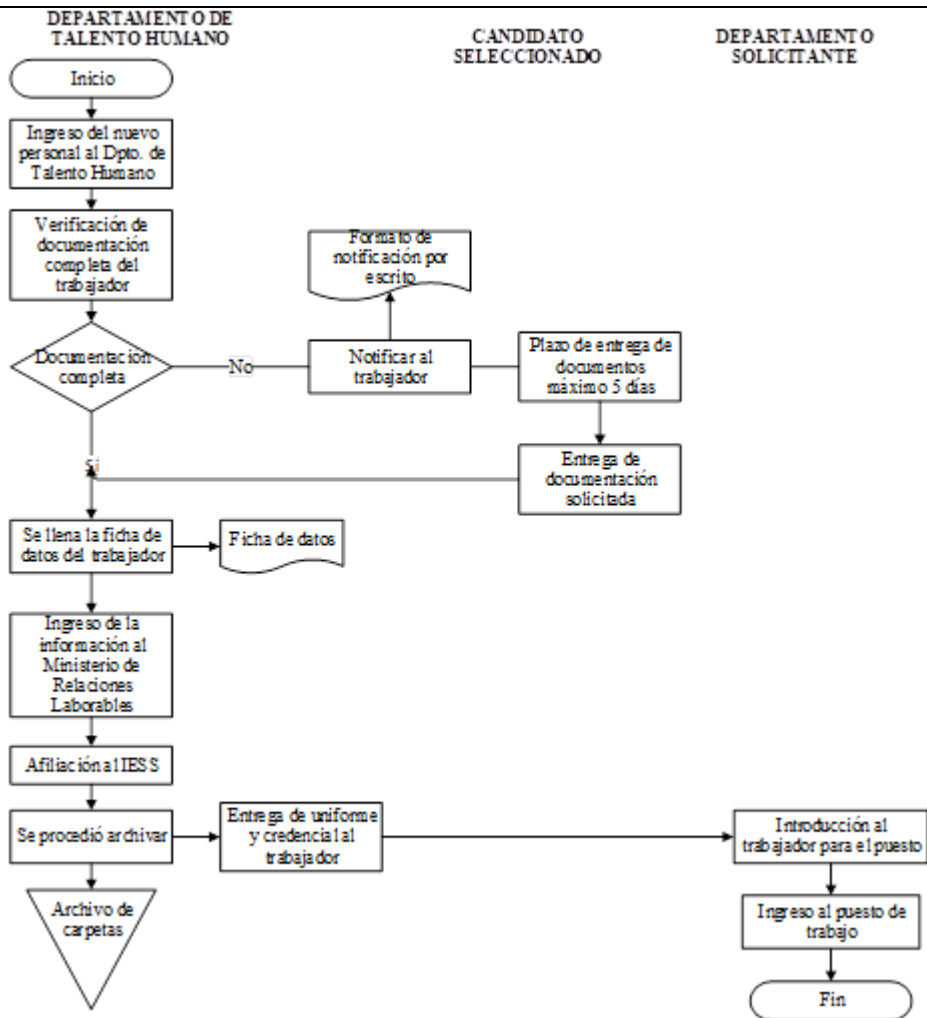 DEPARTAMENTO DE
TALENTO HUMANO
CANDIDATO
SELECCIONADO
DEPARTAMENTO
SOLICITANTE
Inicio
Ingreso del nuevo
personal al Dpto. de
Talento Humano
Verificación de
documentación
completa del
trabajador
Formato de
notificación por
escrito
Documentación
completa
No
Notificar al
trabajador
Plazo de entrega de
documentos
máximo 5 días
Si
Entrega de
documentación
solicitada
Se llena la ficha de
datos del trabajador
Ficha de datos
Ingreso de la
información al
Ministerio de
Relaciones
Laborables
Afiliación al IESS
Se procedió archivar
Entrega de uniforme
y credencial al
trabajador
Introducción al
trabajador para el puesto
Archivo de
carpetas
Ingreso al puesto de
trabajo
Fin